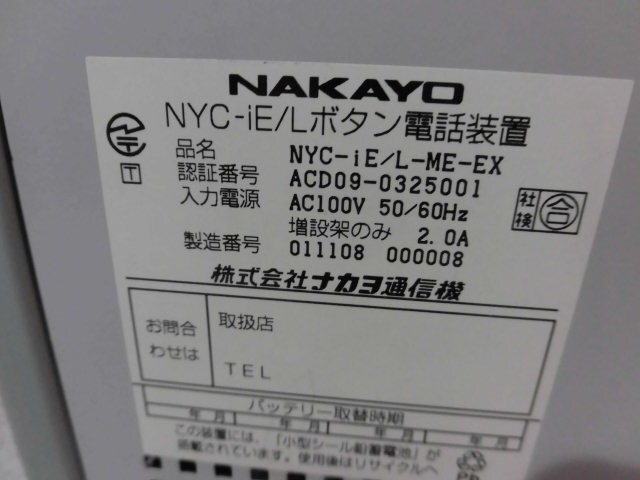 NAKAYO
NYC-iE/Lボタン電話装置
品名 NYC-iE/L-ME-EX
認証番号 ACD09-0325001
入力電源 AC100V 50/60Hz
増設架のみ 2.0A
製造番号 011108 000008
T
社検 合
株式会社ナカヨ通信機
お問合わせは
取扱店
TEL
バッテリー取替時期
年 月 年 月 年 月 年 月
この装置には、「小型シール鉛蓄電池」が
搭載されています。使用後はリサイクルへ